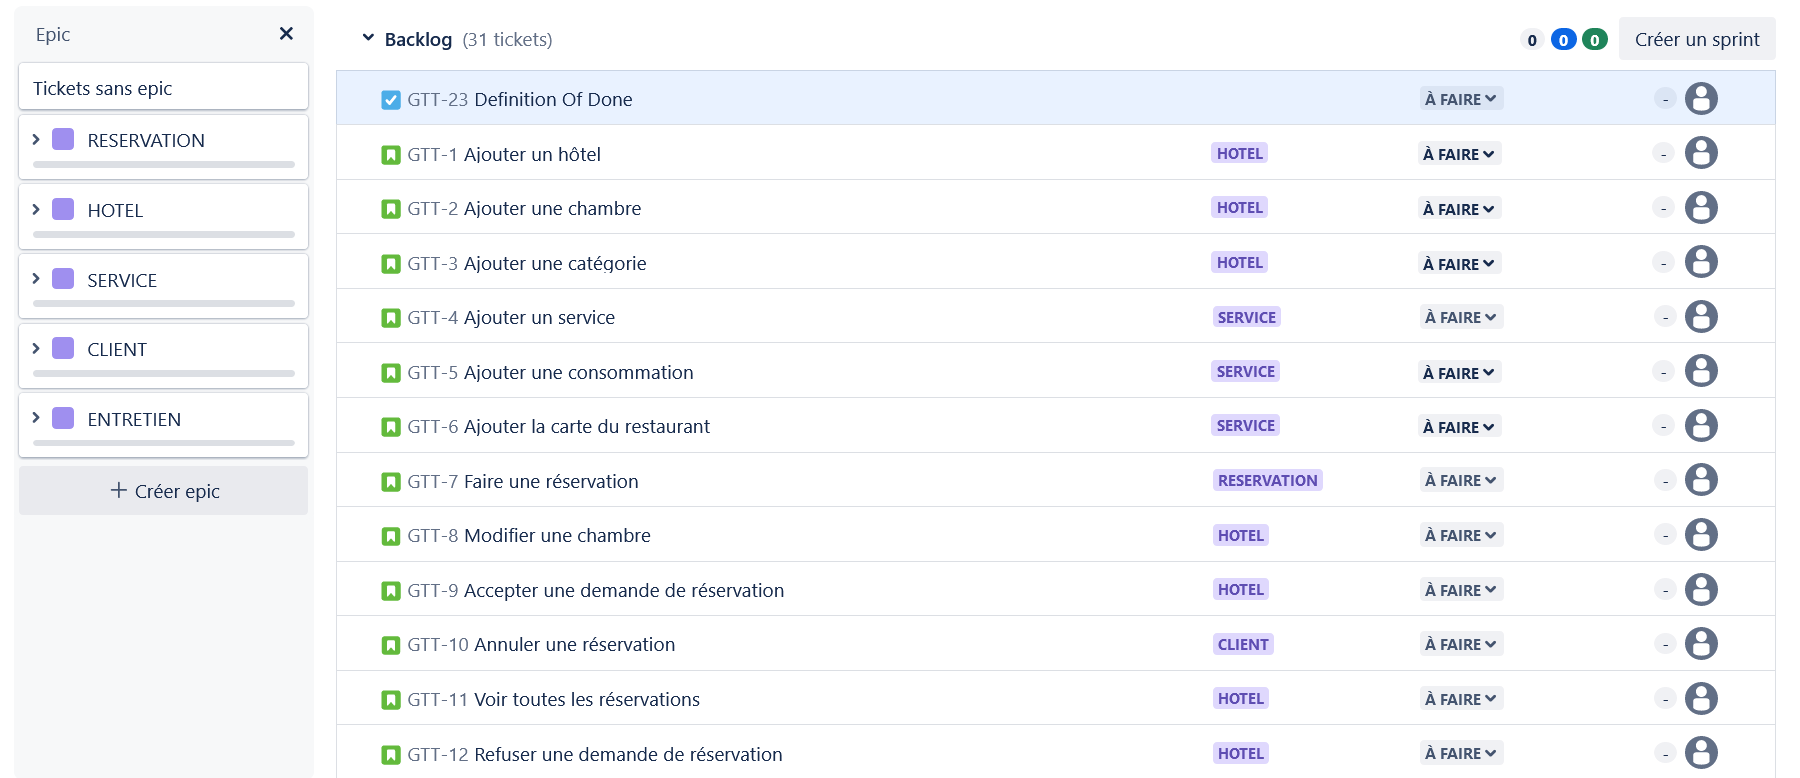 Epic
Tickets sans epic
RESERVATION
HOTEL
SERVICE
CLIENT
ENTRETIEN
+ Créer epic
Backlog (31 tickets)
0 0 0 Créer un sprint
GTT-23 Definition Of Done À FAIRE -
GTT-1 Ajouter un hôtel HOTEL À FAIRE -
GTT-2 Ajouter une chambre HOTEL À FAIRE -
GTT-3 Ajouter une catégorie HOTEL À FAIRE -
GTT-4 Ajouter un service SERVICE À FAIRE -
GTT-5 Ajouter une consommation SERVICE À FAIRE -
GTT-6 Ajouter la carte du restaurant SERVICE À FAIRE -
GTT-7 Faire une réservation RESERVATION À FAIRE -
GTT-8 Modifier une chambre HOTEL À FAIRE -
GTT-9 Accepter une demande de réservation HOTEL À FAIRE -
GTT-10 Annuler une réservation CLIENT À FAIRE -
GTT-11 Voir toutes les réservations HOTEL À FAIRE -
GTT-12 Refuser une demande de réservation HOTEL À FAIRE -